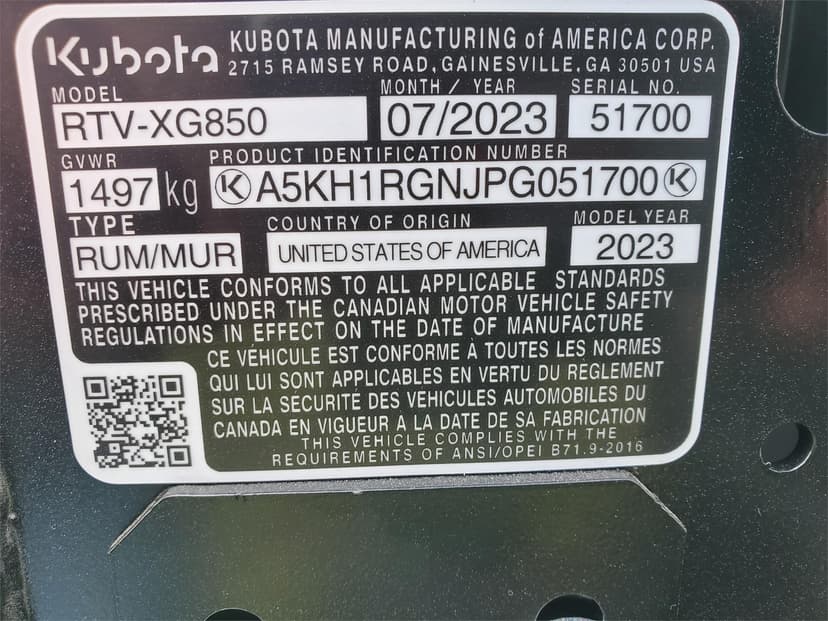 Kubota KUBOTA MANUFACTURING of AMERICA CORP.
2715 RAMSEY ROAD, GAINESVILLE, GA 30501 USA
MODEL MONTH / YEAR SERIAL NO.
RTV-XG850 07/2023 51700
GVWR PRODUCT IDENTIFICATION NUMBER
1497 kg K A5KH1RGNJPG051700 K
TYPE COUNTRY OF ORIGIN MODEL YEAR
RUM/MUR UNITED STATES OF AMERICA 2023
THIS VEHICLE CONFORMS TO ALL APPLICABLE STANDARDS
PRESCRIBED UNDER THE CANADIAN MOTOR VEHICLE SAFETY
REGULATIONS IN EFFECT ON THE DATE OF MANUFACTURE
CE VÉHICULE EST CONFORME À TOUTES LES NORMES
QUI LUI SONT APPLICABLES EN VERTU DU RÈGLEMENT
SUR LA SÉCURITÉ DES VEHICULES AUTOMOBILES DU
CANADA EN VIGUEUR A LA DATE DE SA FABRICATION
THIS VEHICLE COMPLIES WITH THE
REQUIREMENTS OF ANSI/OPEI B71.9-2016